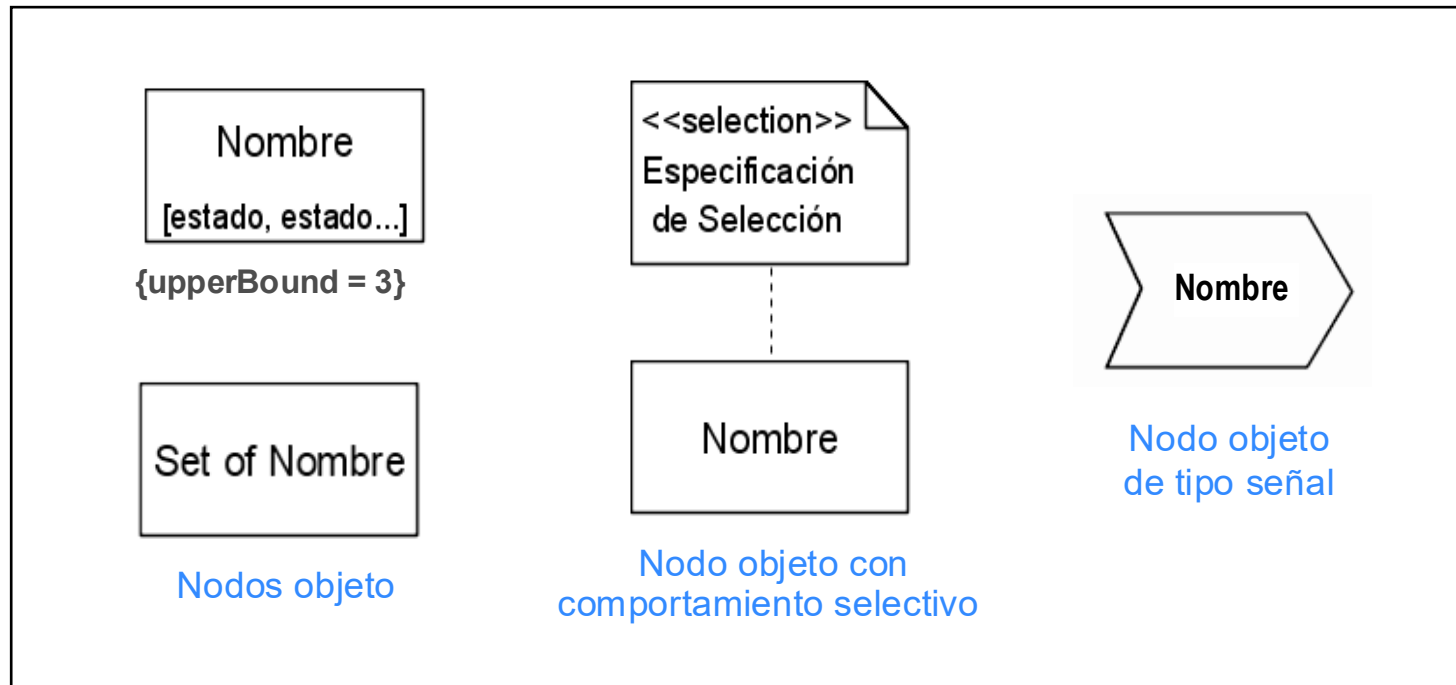 Nombre
[estado, estado...]
{upperBound = 3}
Set of Nombre
Nodos objeto
<<selection>>
Especificación
de Selección
Nombre
Nodo objeto con
comportamiento selectivo
Nombre
Nodo objeto
de tipo señal